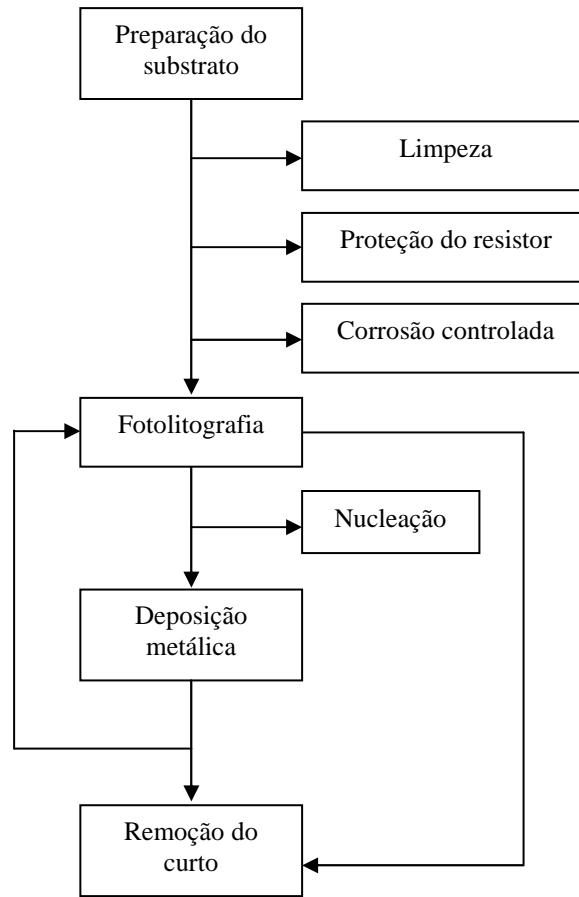 Preparação do
substrato
Limpeza
Proteção do resistor
Corrosão controlada
Fotolitografia
Nucleação
Deposição
metálica
Remoção do
curto